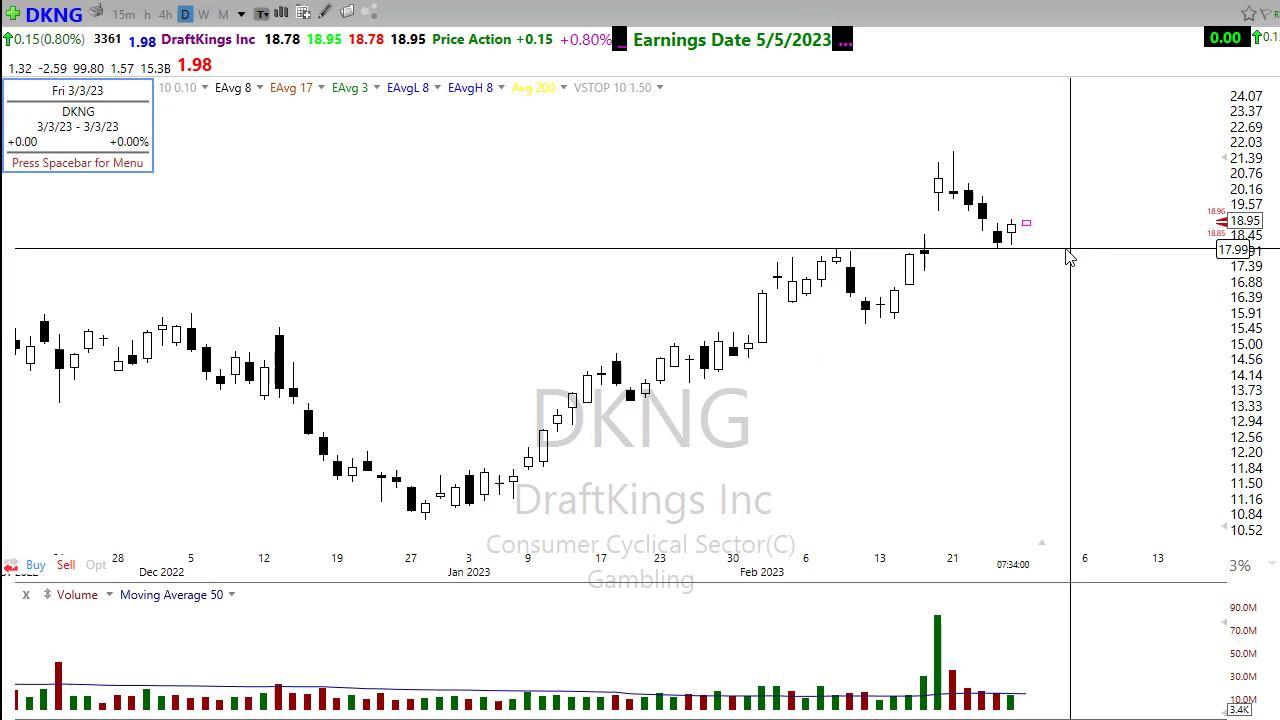 DKNG 15m h 4h D W M T
0.15(0.80%) 3361 1.98 DraftKings Inc 18.78 18.95 18.78 18.95 Price Action +0.15 +0.80% ... Earnings Date 5/5/2023 ... 0.00
1.32 -2.59 99.80 1.57 15.3B 1.98
Fri 3/3/23
DKNG
3/3/23 - 3/3/23
+0.00 +0.00%
Press Spacebar for Menu
10 0.10 EAvg 8 EAvg 17 EAvg 3 EAvgL 8 EAvgH 8 Avg 200 VSTOP 10 1.50
24.07
23.37
22.69
22.03
21.39
20.76
20.16
19.57
18.96
18.95
18.85
18.45
17.99
17.39
16.88
16.39
15.91
15.45
15.00
14.56
14.14
13.73
13.33
12.94
12.56
12.20
11.84
11.50
11.16
10.84
10.52
DKNG
DraftKings Inc
Consumer Cyclical Sector(C)
Gambling
28 5 12 19 27 3 9 17 23 30 6 13 21 6 13
Buy Sell Opt
Dec 2022 Jan 2023 Feb 2023 07:34:00
3%
x Volume Moving Average 50
90.0M
70.0M
50.0M
30.0M
10.0M
3.4K